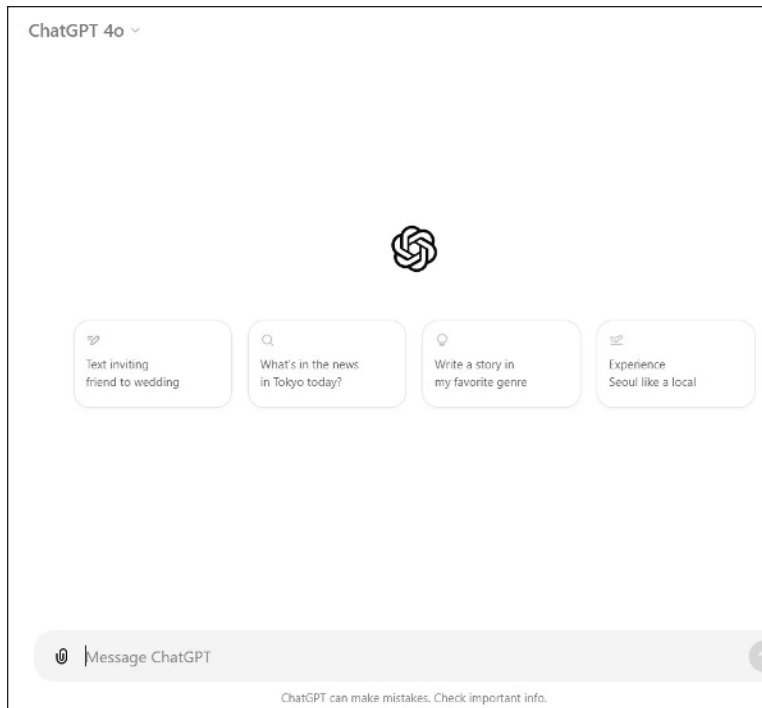 ChatGPT 4o
Text inviting
friend to wedding
What's in the news
in Tokyo today?
Write a story in
my favorite genre
Experience
Seoul like a local
Message ChatGPT
ChatGPT can make mistakes. Check important info.